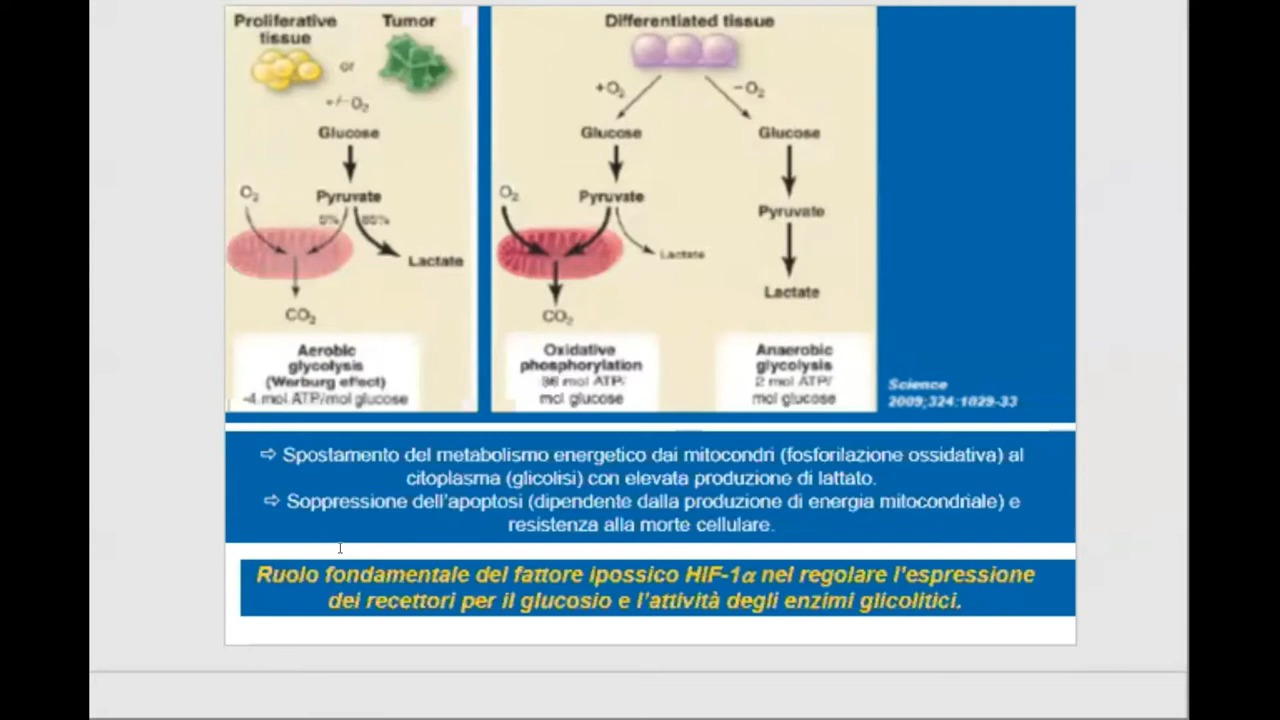 Proliferative
tissue
or
Tumor
+/− O₂
Glucose
O₂
Pyruvate
5%
85%
Lactate
CO₂
Aerobic
glycolysis
(Warburg effect)
~4 mol ATP/mol glucose
Differentiated tissue
+O₂
−O₂
Glucose
O₂
Pyruvate
Lactate
CO₂
Oxidative
phosphorylation
36 mol ATP/
mol glucose
Glucose
Pyruvate
Lactate
Anaerobic
glycolysis
2 mol ATP/
mol glucose
Science
2009;324:1029-33
⇨ Spostamento del metabolismo energetico dai mitocondri (fosforilazione ossidativa) al
citoplasma (glicolisi) con elevata produzione di lattato.
⇨ Soppressione dell'apoptosi (dipendente dalla produzione di energia mitocondriale) e
resistenza alla morte cellulare.
Ruolo fondamentale del fattore ipossico HIF-1α nel regolare l'espressione
dei recettori per il glucosio e l'attività degli enzimi glicolitici.